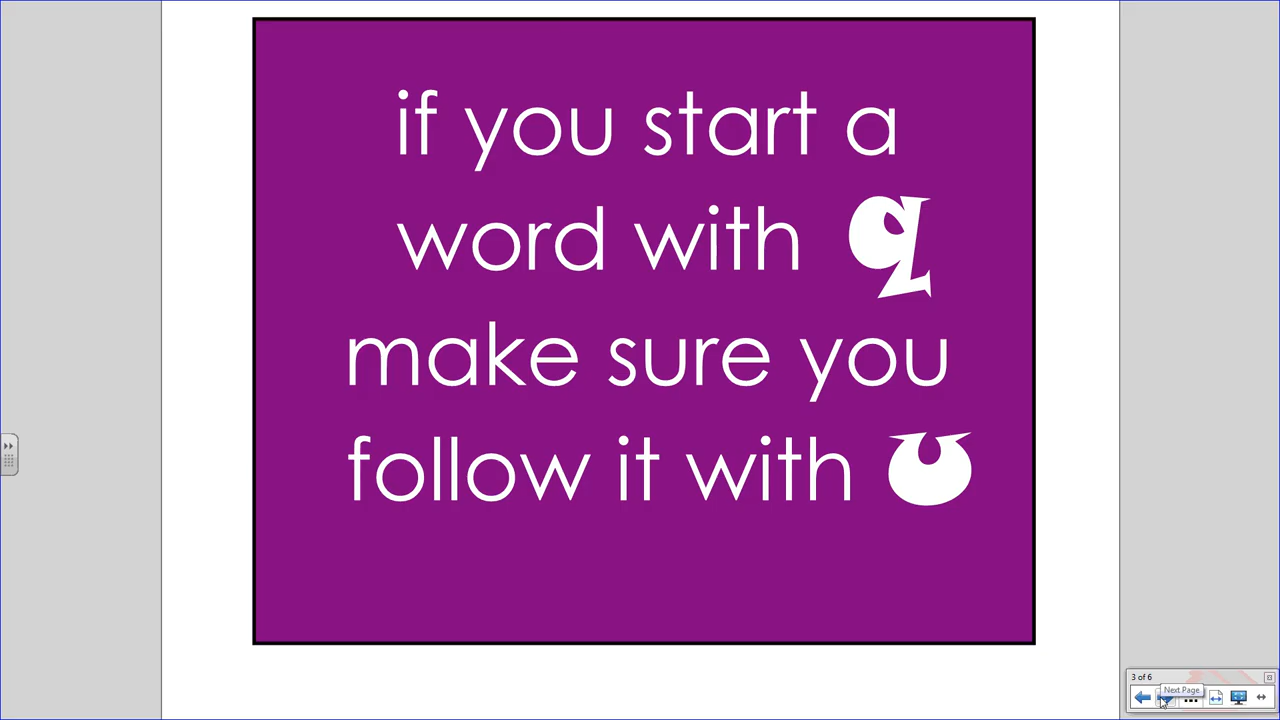 if you start a
word with q
make sure you
follow it with u
3 of 6
Next Page